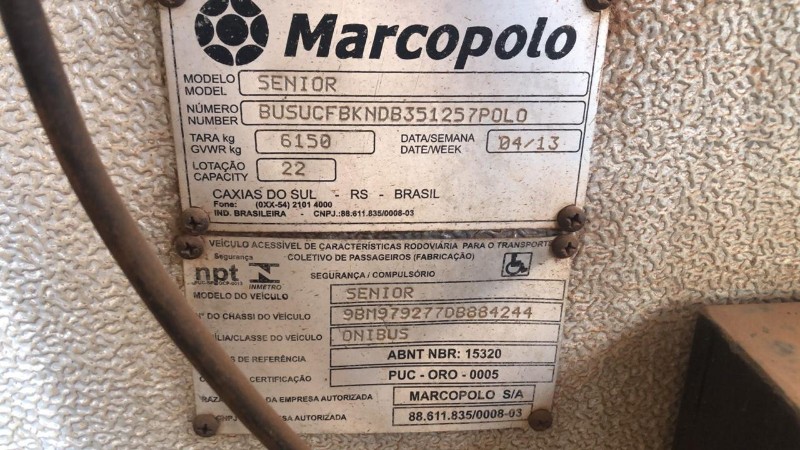 Marcopolo
MODELO SENIOR
MODEL
NÚMERO BUSUCFBKNDB351257POLO
NUMBER
TARA kg 6150 DATA/SEMANA 04/13
GVWR kg DATE/WEEK
LOTAÇÃO 22
CAPACITY
CAXIAS DO SUL - RS - BRASIL
Fone: (0XX-54) 2101 4000
IND. BRASILEIRA - CNPJ.:88.611.835/0008-03
VEÍCULO ACESSÍVEL DE CARACTERÍSTICAS RODOVIÁRIA PARA O TRANSPORTE
Segurança COLETIVO DE PASSAGEIROS (FABRICAÇÃO)
npt INMETRO SEGURANÇA / COMPULSÓRIO
MODELO DO VEÍCULO SENIOR
Nº DO CHASSI DO VEÍCULO 9BM979277DB884244
/CLASSE DO VEÍCULO ONIBUS
DE REFERÊNCIA ABNT NBR: 15320
CERTIFICAÇÃO PUC - ORO - 0005
DA EMPRESA AUTORIZADA MARCOPOLO S/A
EMPRESA AUTORIZADA 88.611.835/0008-03